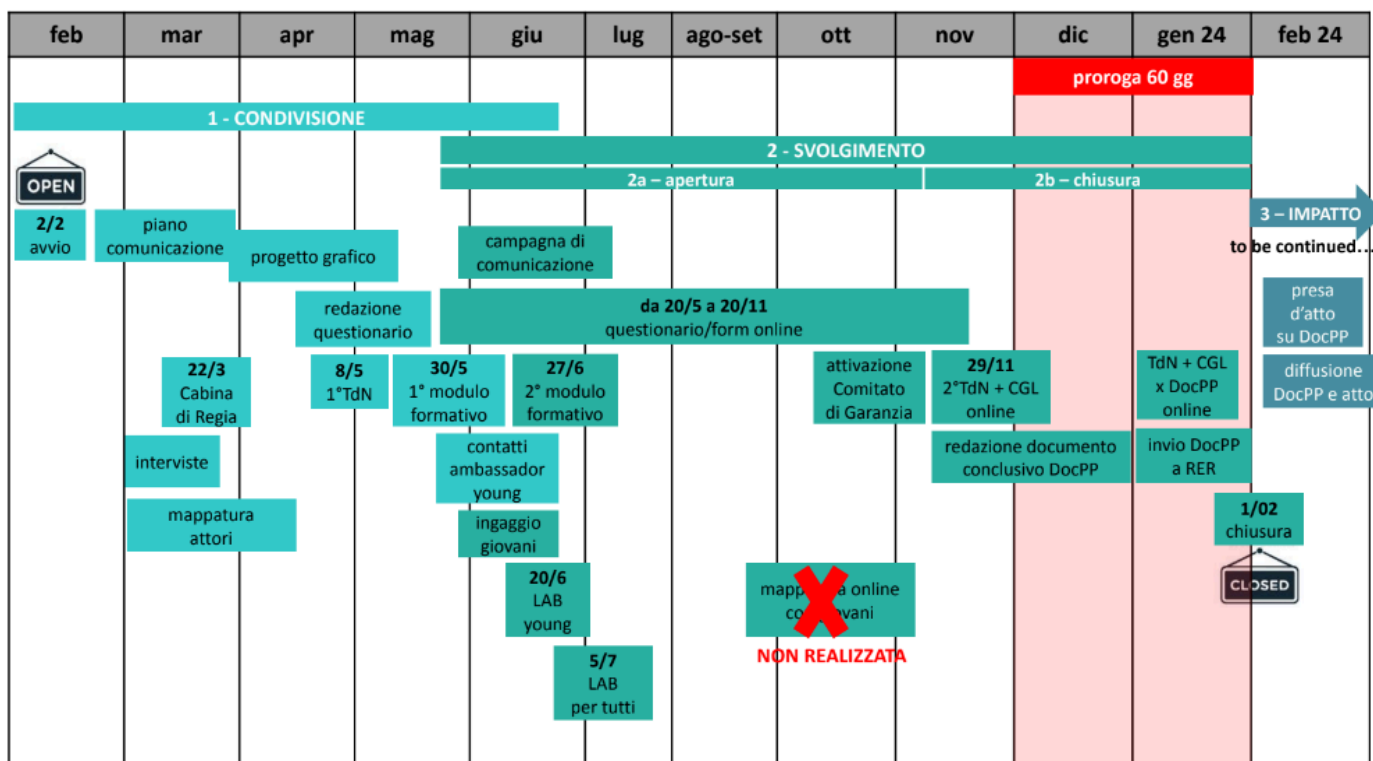 feb mar apr mag giu lug ago-set ott nov dic gen 24 feb 24
proroga 60 gg
1 - CONDIVISIONE
2 - SVOLGIMENTO
2a – apertura
2b – chiusura
OPEN
3 – IMPATTO
to be continued...
2/2
avvio
piano
comunicazione
progetto grafico
campagna di
comunicazione
redazione
questionario
da 20/5 a 20/11
questionario/form online
presa
d'atto
su DocPP
22/3
Cabina
di Regia
8/5
1°TdN
30/5
1° modulo
formativo
27/6
2° modulo
formativo
attivazione
Comitato
di Garanzia
29/11
2°TdN + CGL
online
TdN + CGL
x DocPP
online
diffusione
DocPP e atto
interviste
contatti
ambassador
young
redazione documento
conclusivo DocPP
invio DocPP
a RER
mappatura
attori
ingaggio
giovani
1/02
chiusura
CLOSED
20/6
LAB
young
online
NON REALIZZATA
5/7
LAB
per tutti